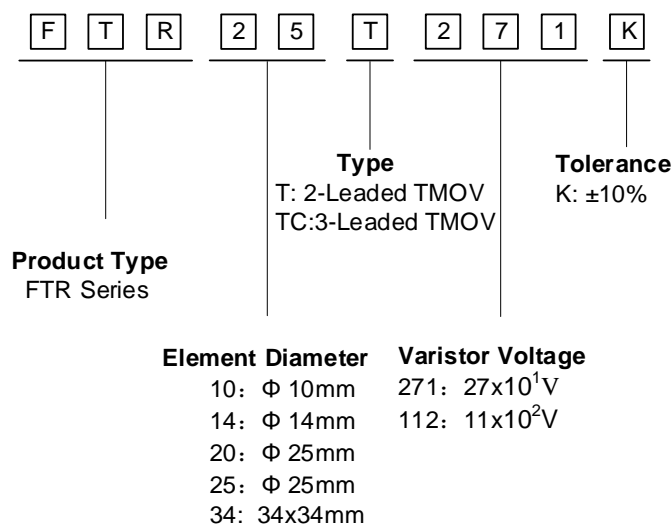 F T R 2 5 T 2 7 1 K
Type
T: 2-Leaded TMOV
TC:3-Leaded TMOV
Tolerance
K: ±10%
Product Type
FTR Series
Element Diameter
10： Φ 10mm
14： Φ 14mm
20： Φ 25mm
25： Φ 25mm
34: 34x34mm
Varistor Voltage
271： 27x10¹V
112： 11x10²V